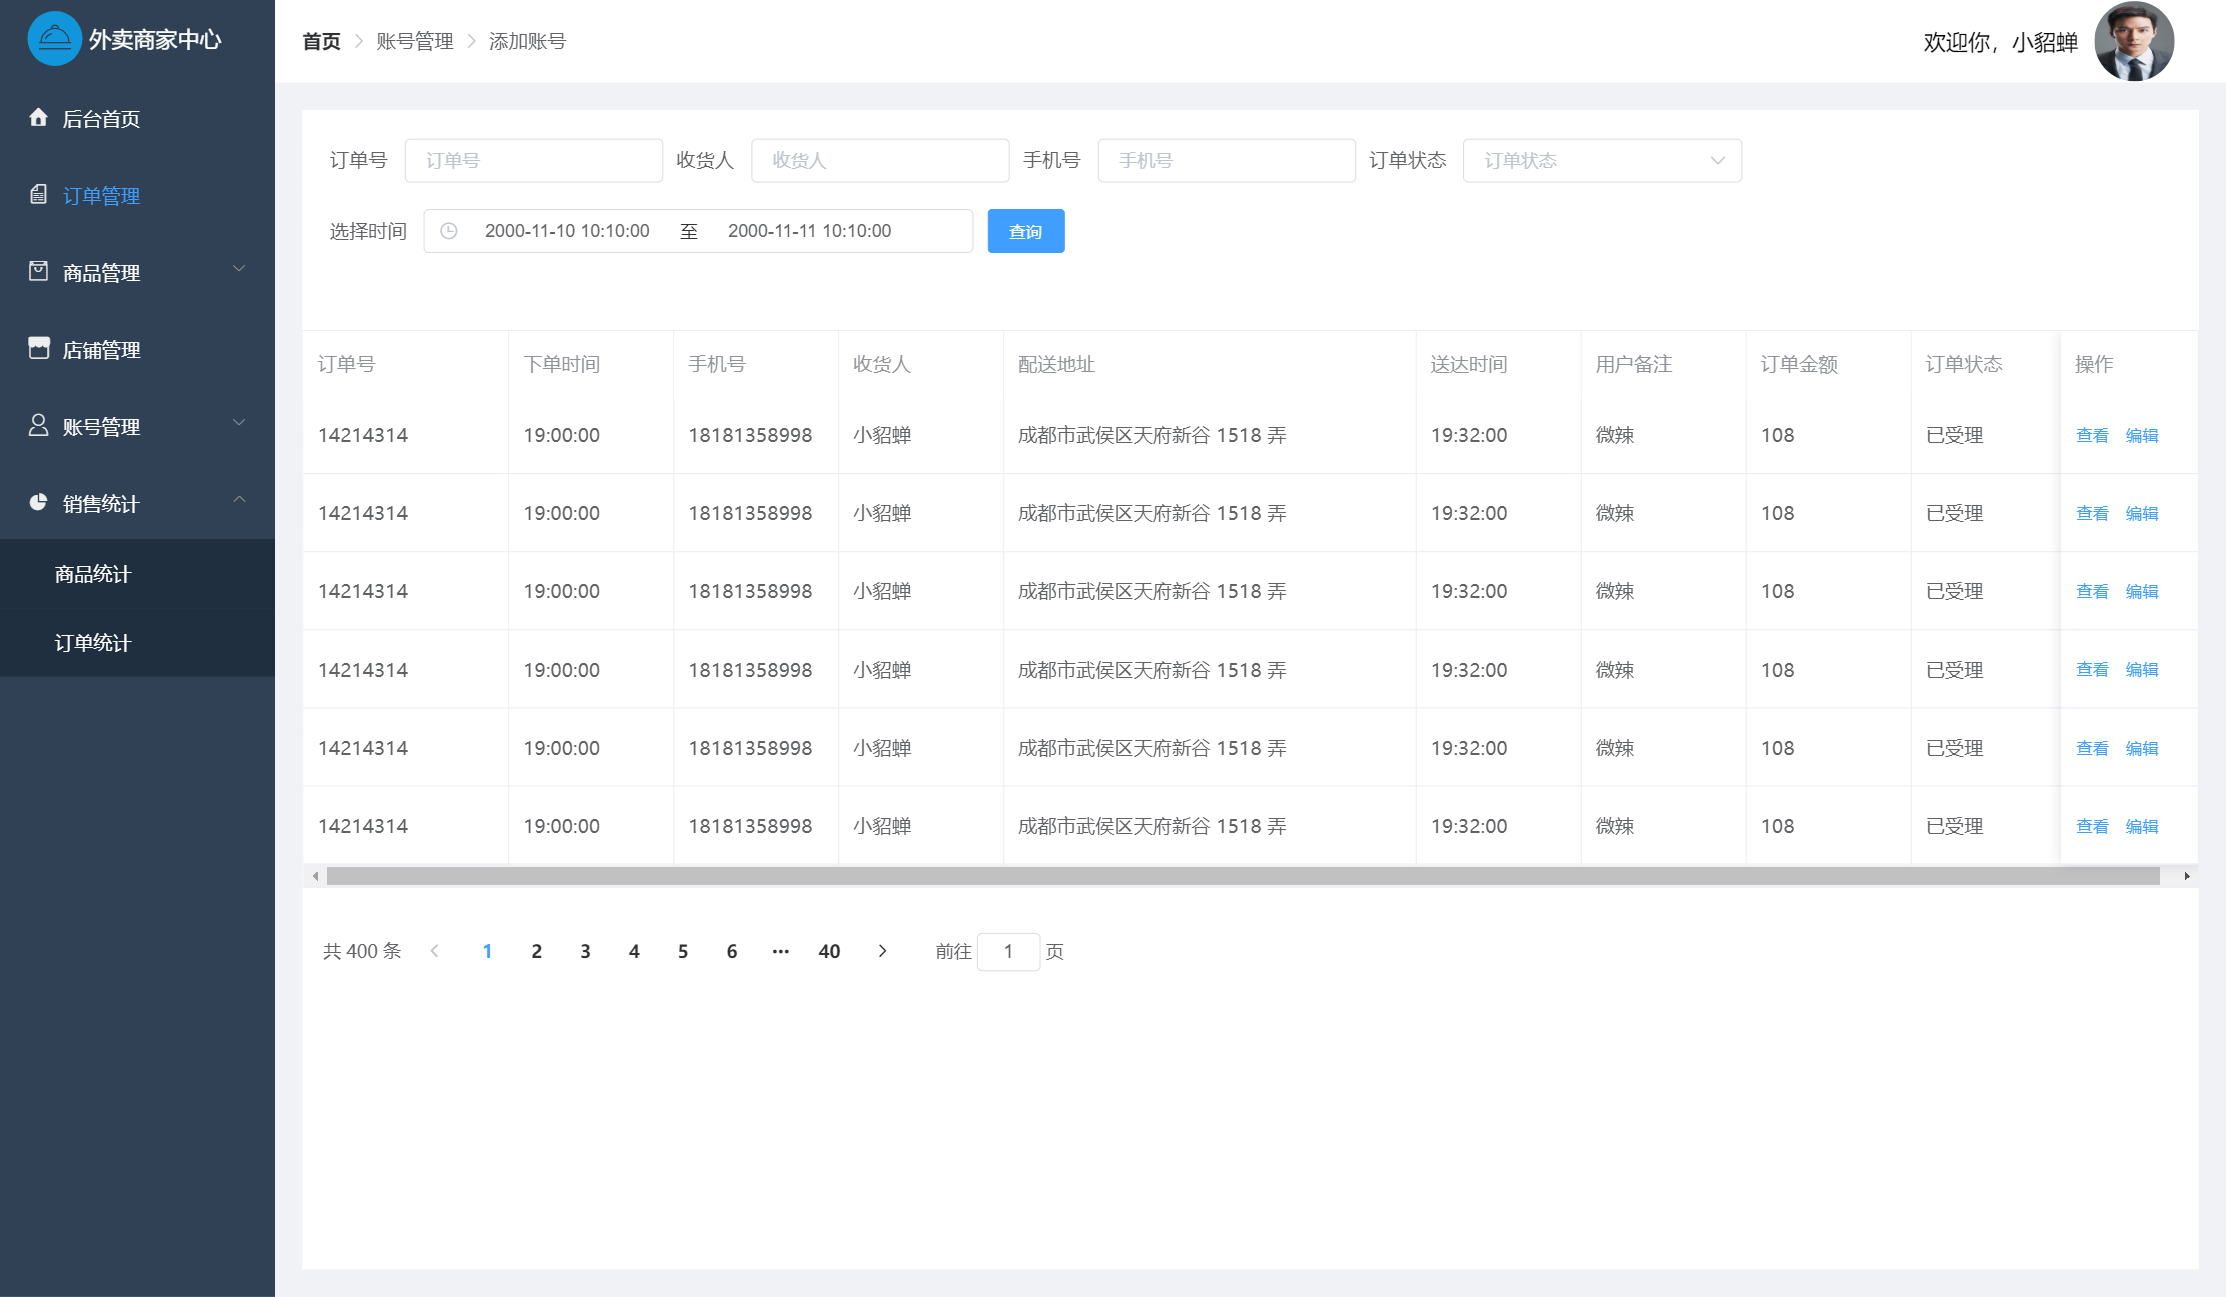 外卖商家中心
首页 账号管理 添加账号
欢迎你，小貂蝉
后台首页
订单管理
商品管理
店铺管理
账号管理
销售统计
商品统计
订单统计
订单号 订单号 收货人 收货人 手机号 手机号 订单状态 订单状态
选择时间 2000-11-10 10:10:00 至 2000-11-11 10:10:00 查询
订单号 下单时间 手机号 收货人 配送地址 送达时间 用户备注 订单金额 订单状态 操作
14214314 19:00:00 18181358998 小貂蝉 成都市武侯区天府新谷 1518 弄 19:32:00 微辣 108 已受理 查看 编辑
14214314 19:00:00 18181358998 小貂蝉 成都市武侯区天府新谷 1518 弄 19:32:00 微辣 108 已受理 查看 编辑
14214314 19:00:00 18181358998 小貂蝉 成都市武侯区天府新谷 1518 弄 19:32:00 微辣 108 已受理 查看 编辑
14214314 19:00:00 18181358998 小貂蝉 成都市武侯区天府新谷 1518 弄 19:32:00 微辣 108 已受理 查看 编辑
14214314 19:00:00 18181358998 小貂蝉 成都市武侯区天府新谷 1518 弄 19:32:00 微辣 108 已受理 查看 编辑
14214314 19:00:00 18181358998 小貂蝉 成都市武侯区天府新谷 1518 弄 19:32:00 微辣 108 已受理 查看 编辑
共 400 条 1 2 3 4 5 6 ··· 40 前往 1 页